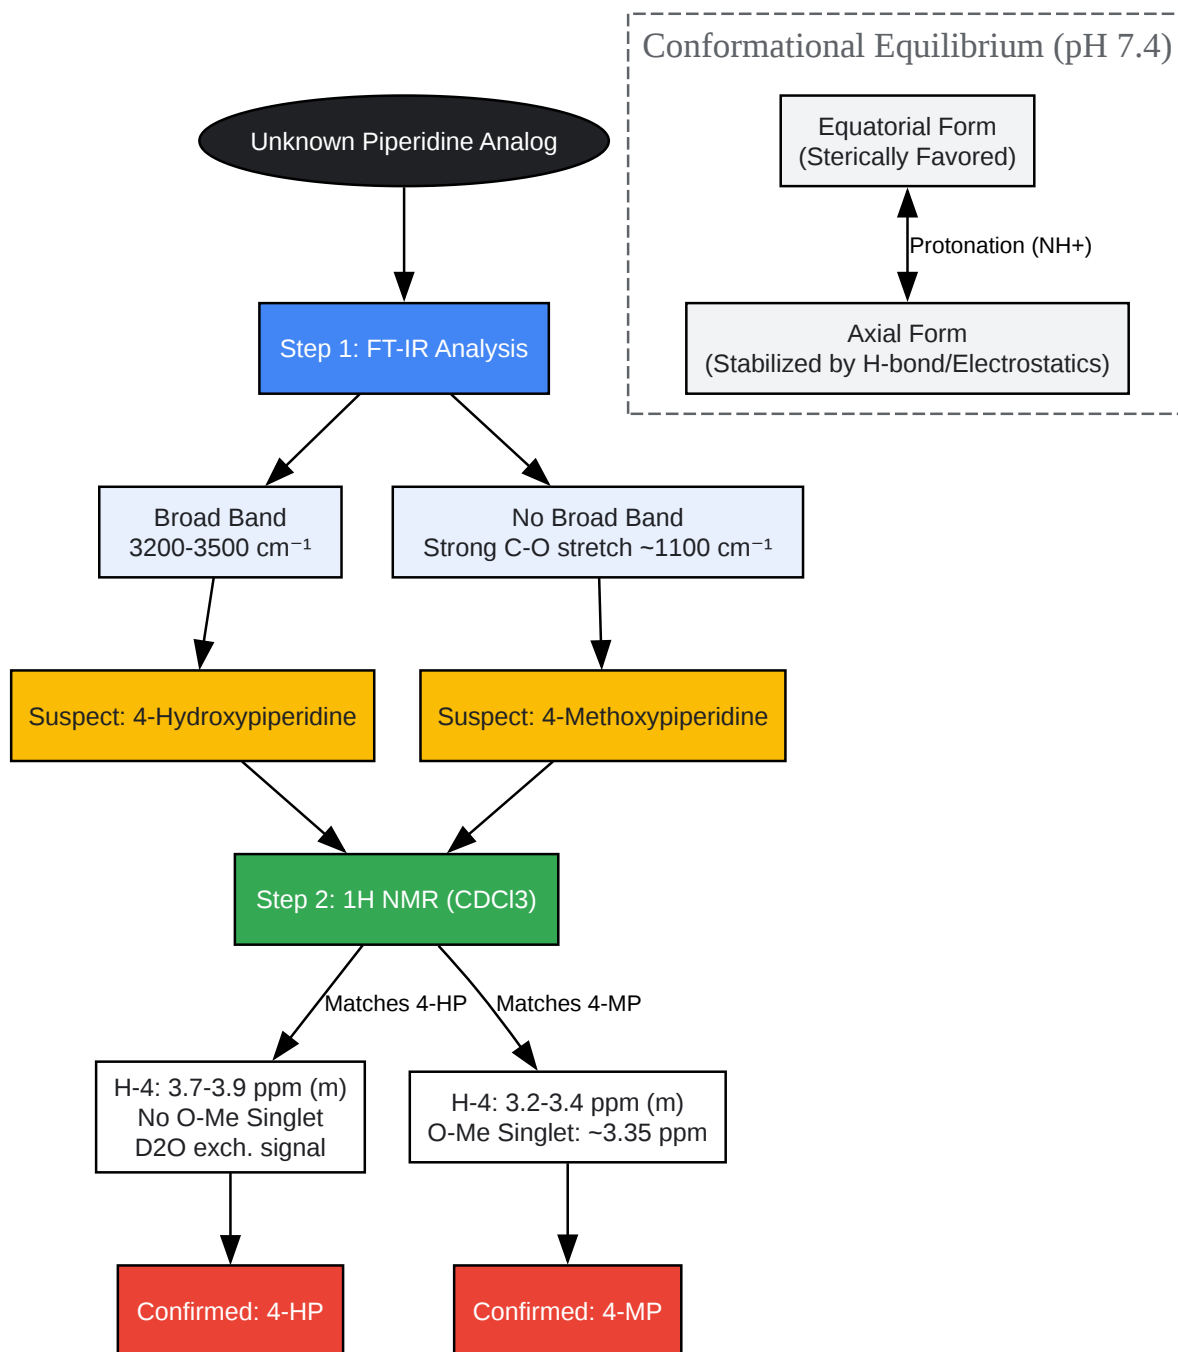 Conformational Equilibrium (pH 7.4)
Equatorial Form
(Sterically Favored)
Protonation (NH+)
Axial Form
(Stabilized by H-bond/Electrostatics)
Unknown Piperidine Analog
Step 1: FT-IR Analysis
Broad Band
3200-3500 cm⁻¹
No Broad Band
Strong C-O stretch ~1100 cm⁻¹
Suspect: 4-Hydroxypiperidine
Suspect: 4-Methoxypiperidine
Step 2: 1H NMR (CDCl3)
Matches 4-HP
Matches 4-MP
H-4: 3.7-3.9 ppm (m)
No O-Me Singlet
D2O exch. signal
H-4: 3.2-3.4 ppm (m)
O-Me Singlet: ~3.35 ppm
Confirmed: 4-HP
Confirmed: 4-MP